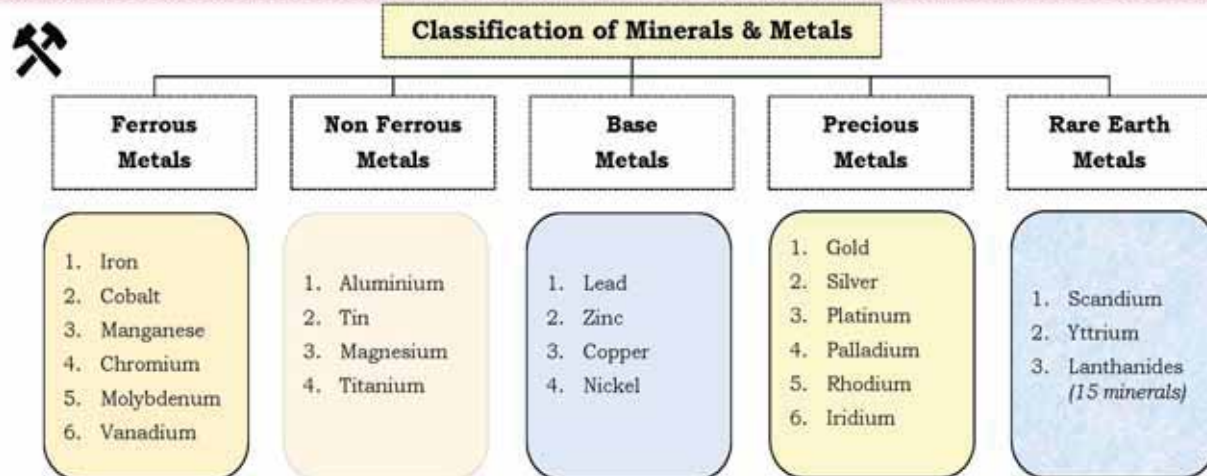 Classification of Minerals & Metals
Ferrous
Metals
Non Ferrous
Metals
Base
Metals
Precious
Metals
Rare Earth
Metals
1. Iron
2. Cobalt
3. Manganese
4. Chromium
5. Molybdenum
6. Vanadium
1. Aluminium
2. Tin
3. Magnesium
4. Titanium
1. Lead
2. Zinc
3. Copper
4. Nickel
1. Gold
2. Silver
3. Platinum
4. Palladium
5. Rhodium
6. Iridium
1. Scandium
2. Yttrium
3. Lanthanides
(15 minerals)